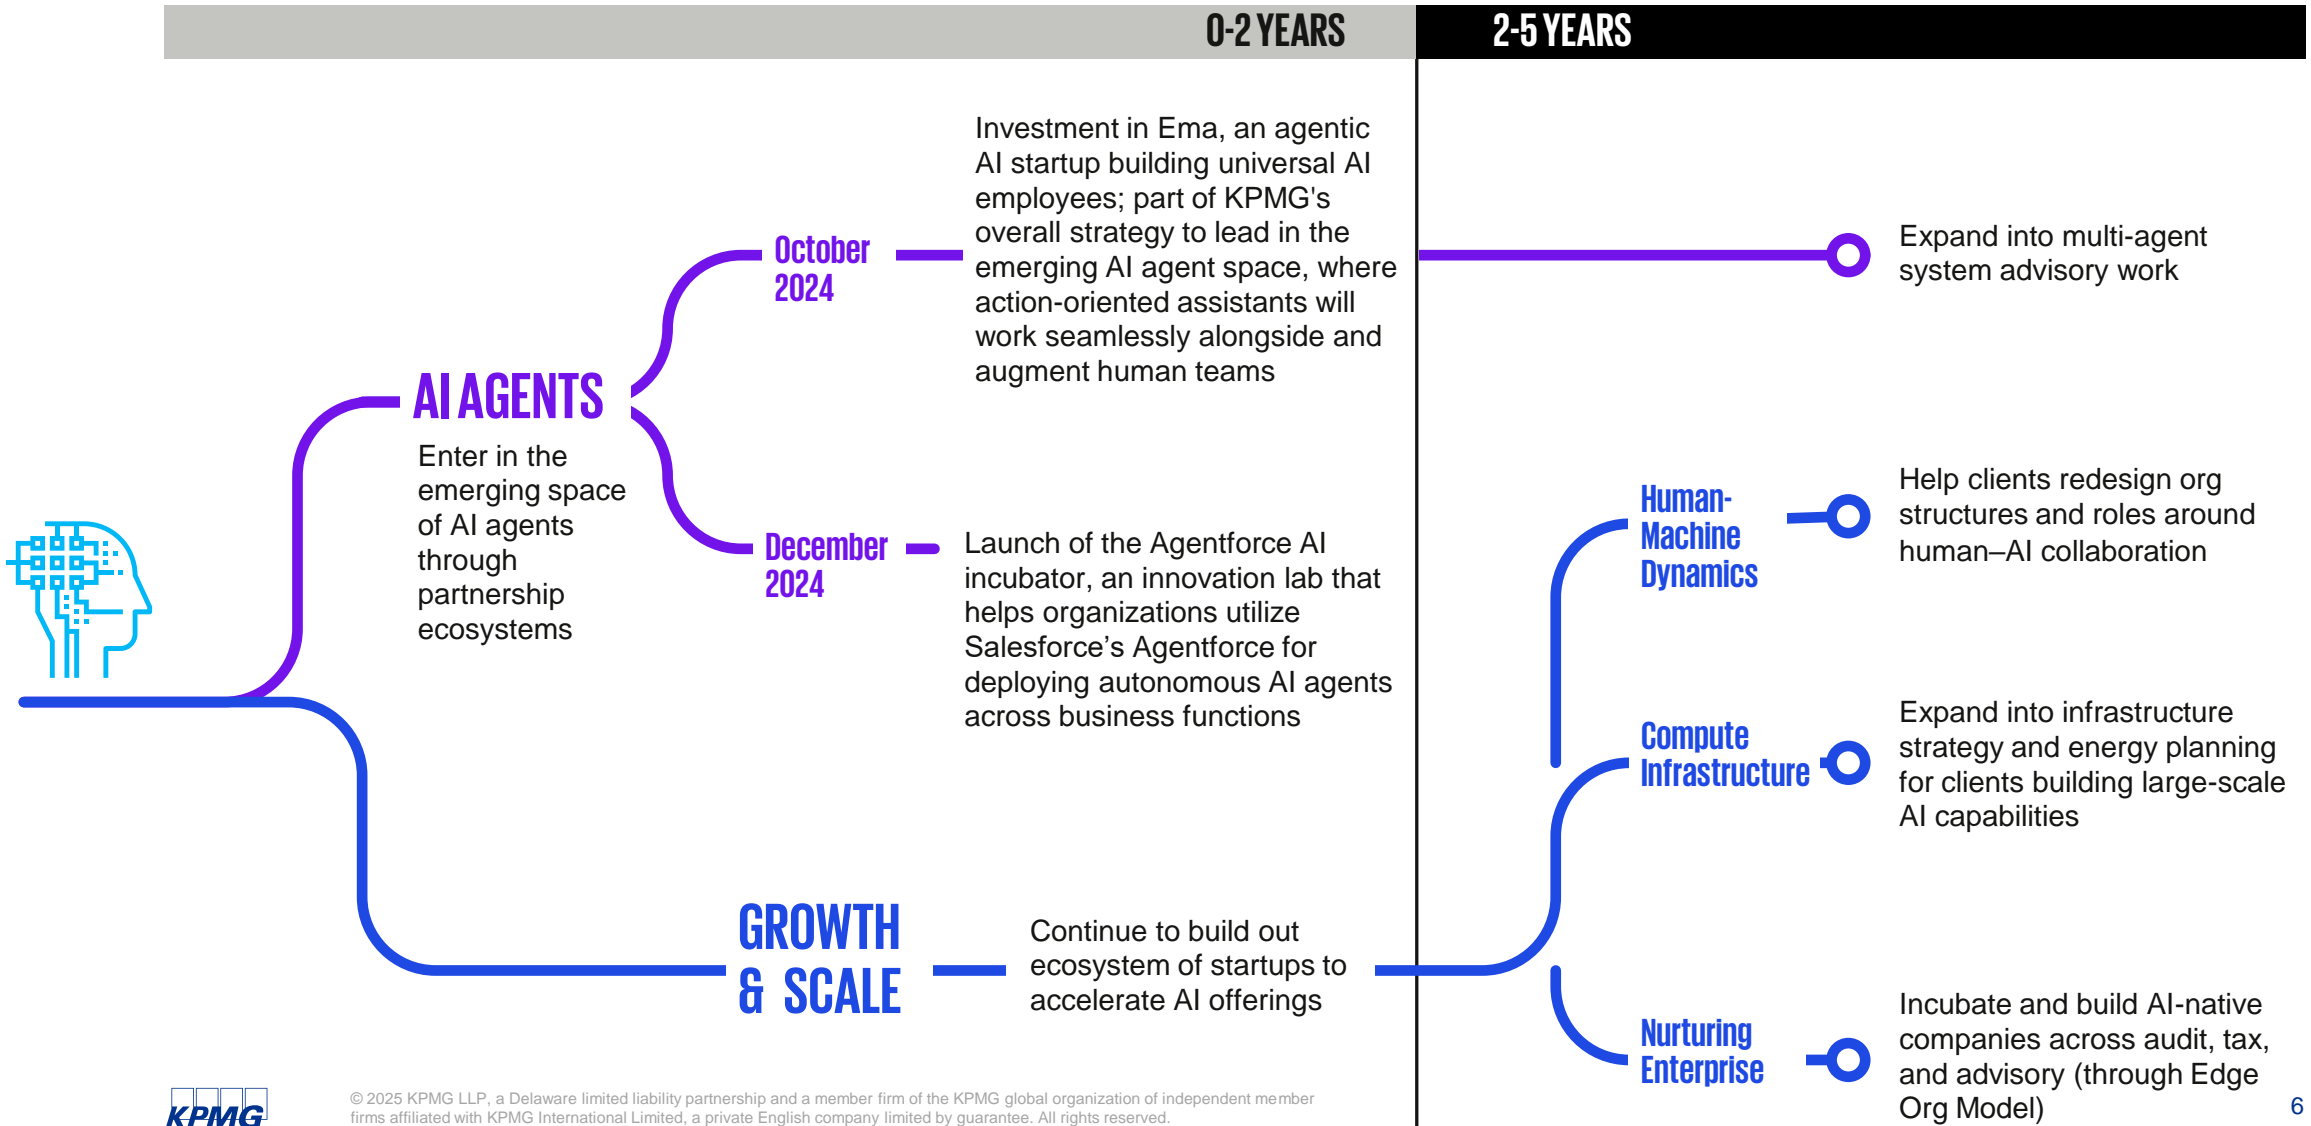 0-2 YEARS
2-5 YEARS
Investment in Ema, an agentic
AI startup building universal AI
employees; part of KPMG's
overall strategy to lead in the
emerging AI agent space, where
action-oriented assistants will
work seamlessly alongside and
augment human teams
October
2024
Expand into multi-agent
system advisory work
AI AGENTS
Enter in the
emerging space
of AI agents
through
partnership
ecosystems
December
2024
Launch of the Agentforce AI
incubator, an innovation lab that
helps organizations utilize
Salesforce’s Agentforce for
deploying autonomous AI agents
across business functions
Human-
Machine
Dynamics
Help clients redesign org
structures and roles around
human–AI collaboration
Compute
Infrastructure
Expand into infrastructure
strategy and energy planning
for clients building large-scale
AI capabilities
GROWTH
& SCALE
Continue to build out
ecosystem of startups to
accelerate AI offerings
Nurturing
Enterprise
Incubate and build AI-native
companies across audit, tax,
and advisory (through Edge
Org Model)
KPMG
© 2025 KPMG LLP, a Delaware limited liability partnership and a member firm of the KPMG global organization of independent member
firms affiliated with KPMG International Limited, a private English company limited by guarantee. All rights reserved.
6